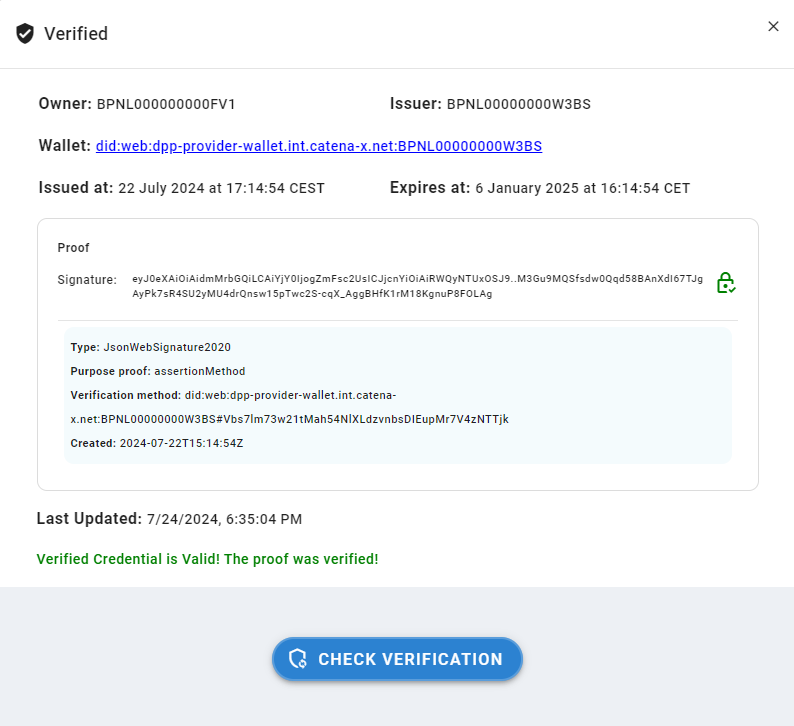 Verified
Owner: BPNL000000000FV1
Issuer: BPNL00000000W3BS
Wallet: did:web:dpp-provider-wallet.int.catena-x.net:BPNL00000000W3BS
Issued at: 22 July 2024 at 17:14:54 CEST
Expires at: 6 January 2025 at 16:14:54 CET
Proof
Signature: eyJ0eXAiOiAidmMrbGQiLCAiYjY0IjogZmFsc2UsICJjcnYiOiAiRWQyNTUxOSJ9..M3Gu9MQSfsdw0Qqd58BAnXdI67TJg
AyPk7sR4SU2yMU4drQnsw15pTwc2S-cqX_AggBHfK1rM18KgnuP8FOLAg
Type: JsonWebSignature2020
Purpose proof: assertionMethod
Verification method: did:web:dpp-provider-wallet.int.catena-
x.net:BPNL00000000W3BS#Vbs7lm73w21tMah54NlXLdzvnbsDIEupMr7V4zNTTjk
Created: 2024-07-22T15:14:54Z
Last Updated: 7/24/2024, 6:35:04 PM
Verified Credential is Valid! The proof was verified!
CHECK VERIFICATION